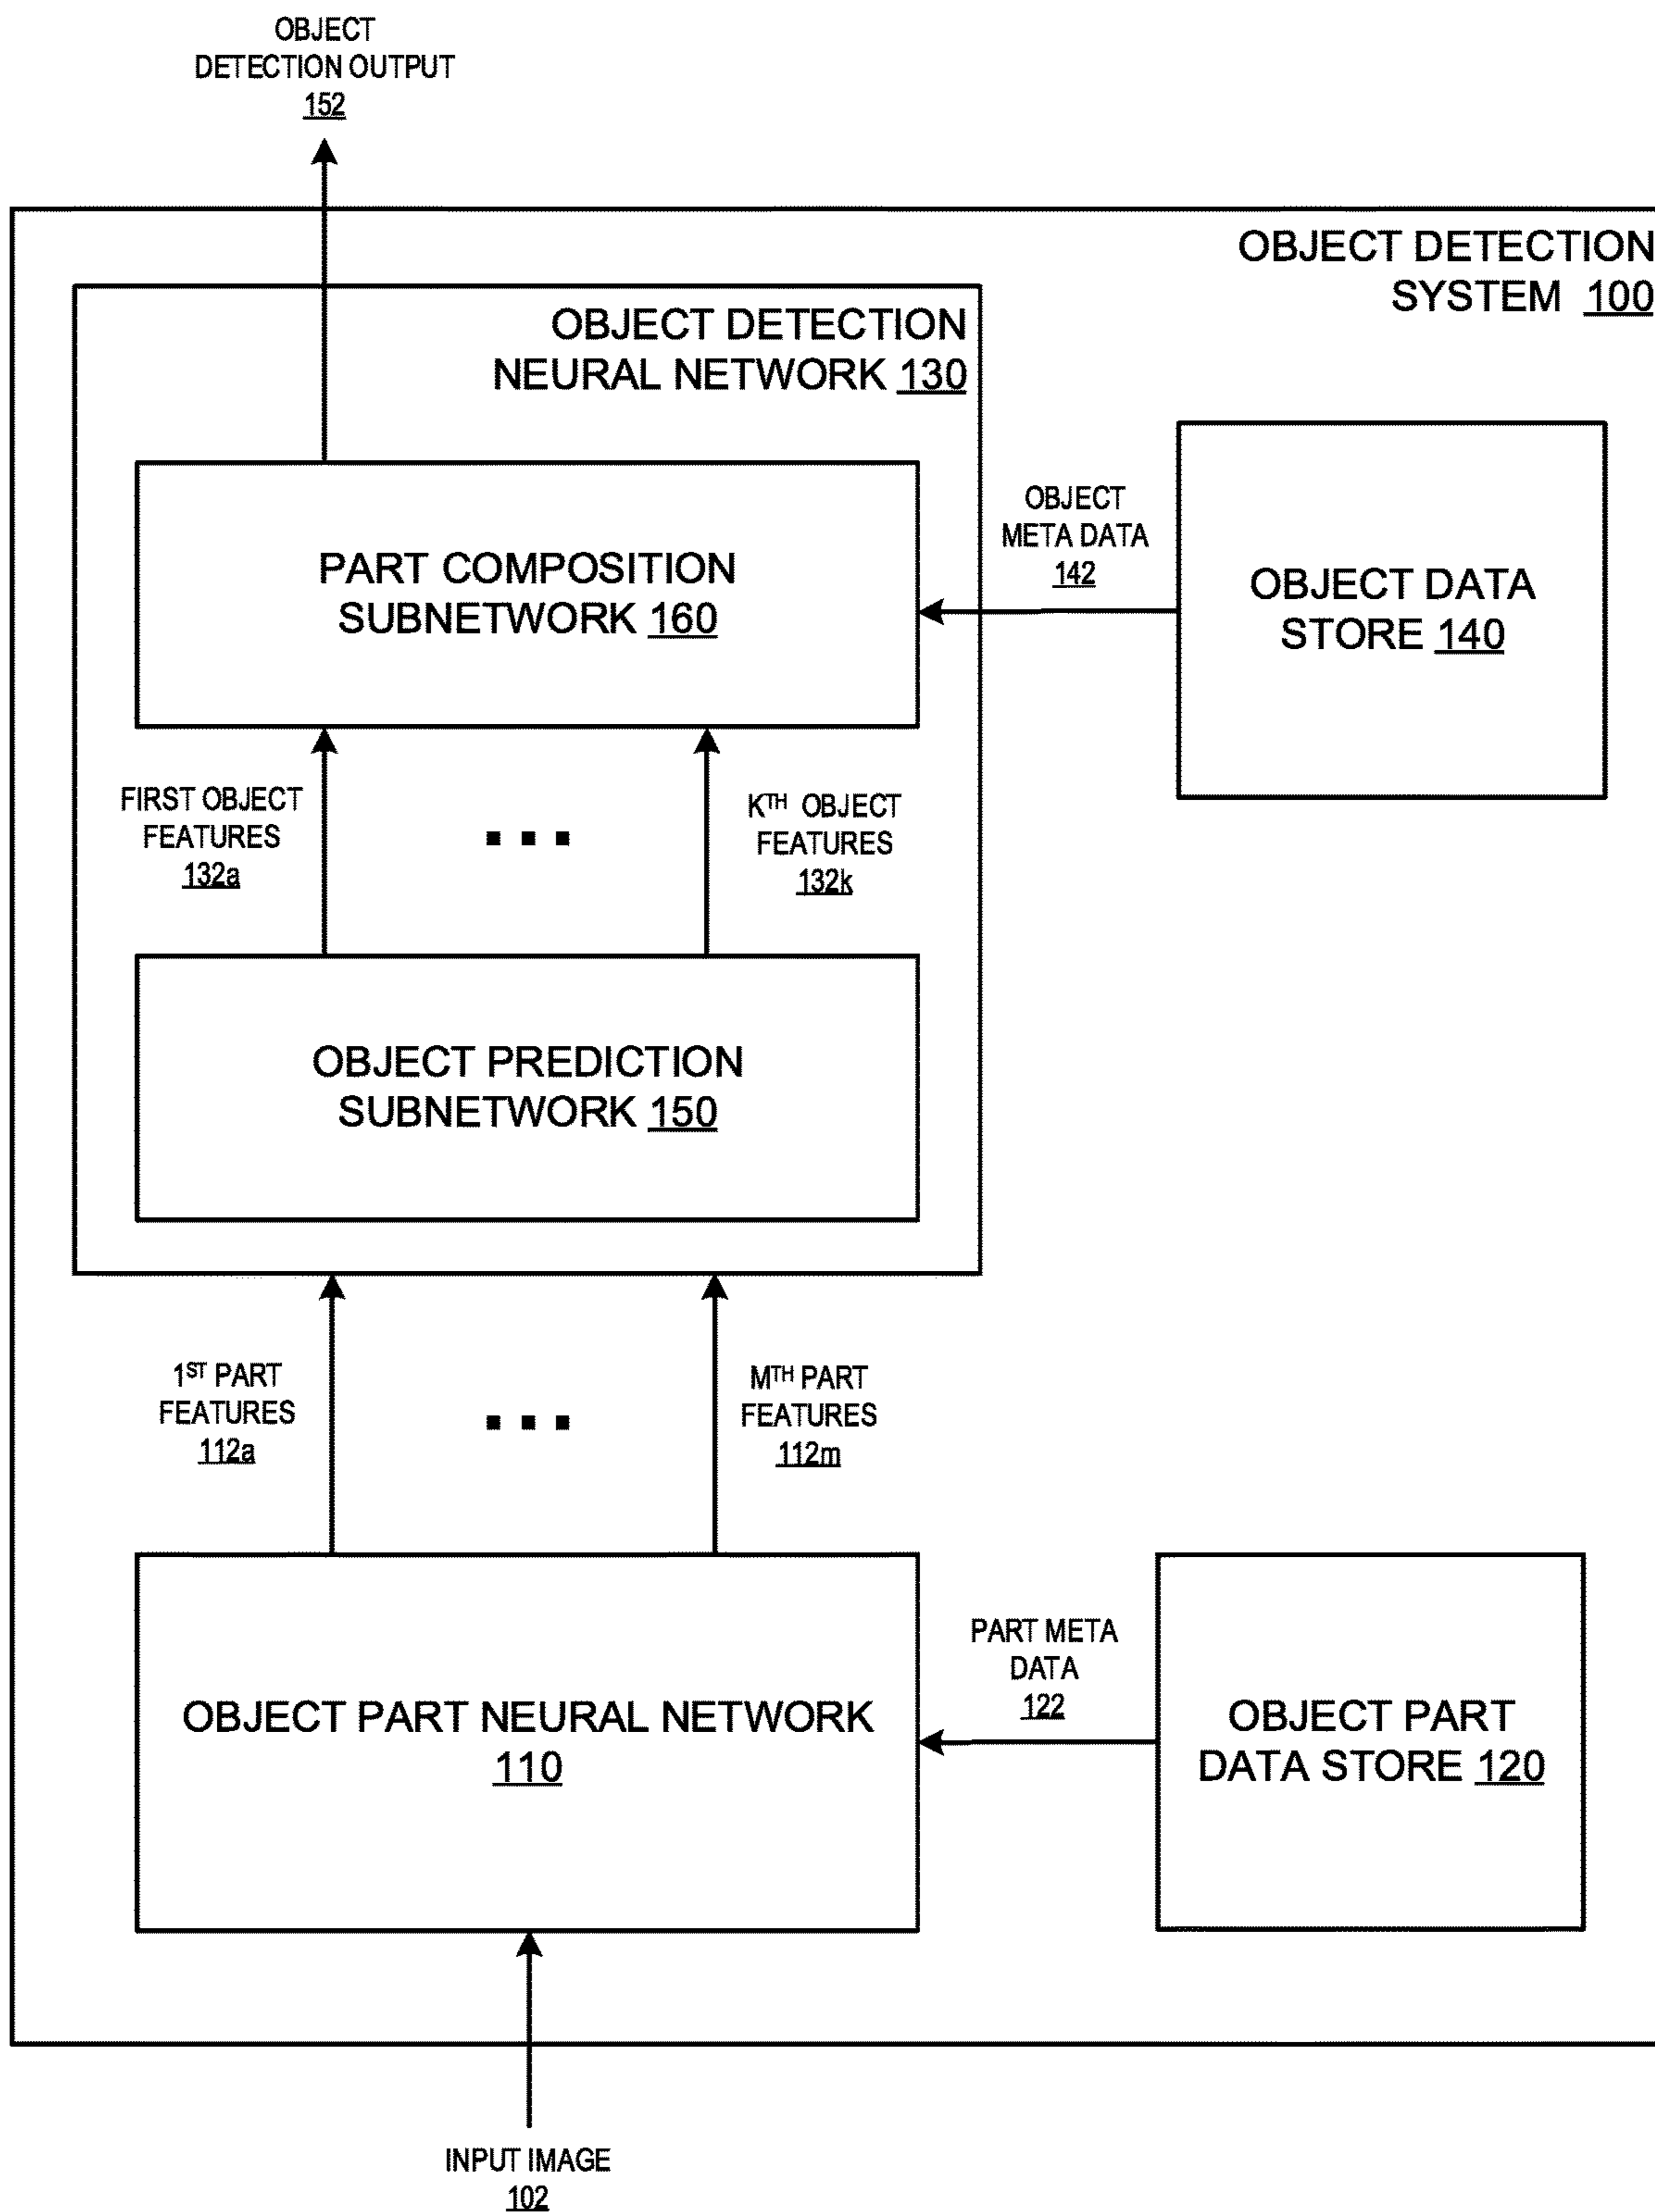 OBJECT
DETECTION OUTPUT
152
OBJECT DETECTION
SYSTEM 100
OBJECT DETECTION
NEURAL NETWORK 130
PART COMPOSITION
SUBNETWORK 160
OBJECT
META DATA
142
OBJECT DATA
STORE 140
FIRST OBJECT
FEATURES
132a
KTH OBJECT
FEATURES
132k
OBJECT PREDICTION
SUBNETWORK 150
1ST PART
FEATURES
112a
MTH PART
FEATURES
112m
OBJECT PART NEURAL NETWORK
110
PART META
DATA
122
OBJECT PART
DATA STORE 120
INPUT IMAGE
102